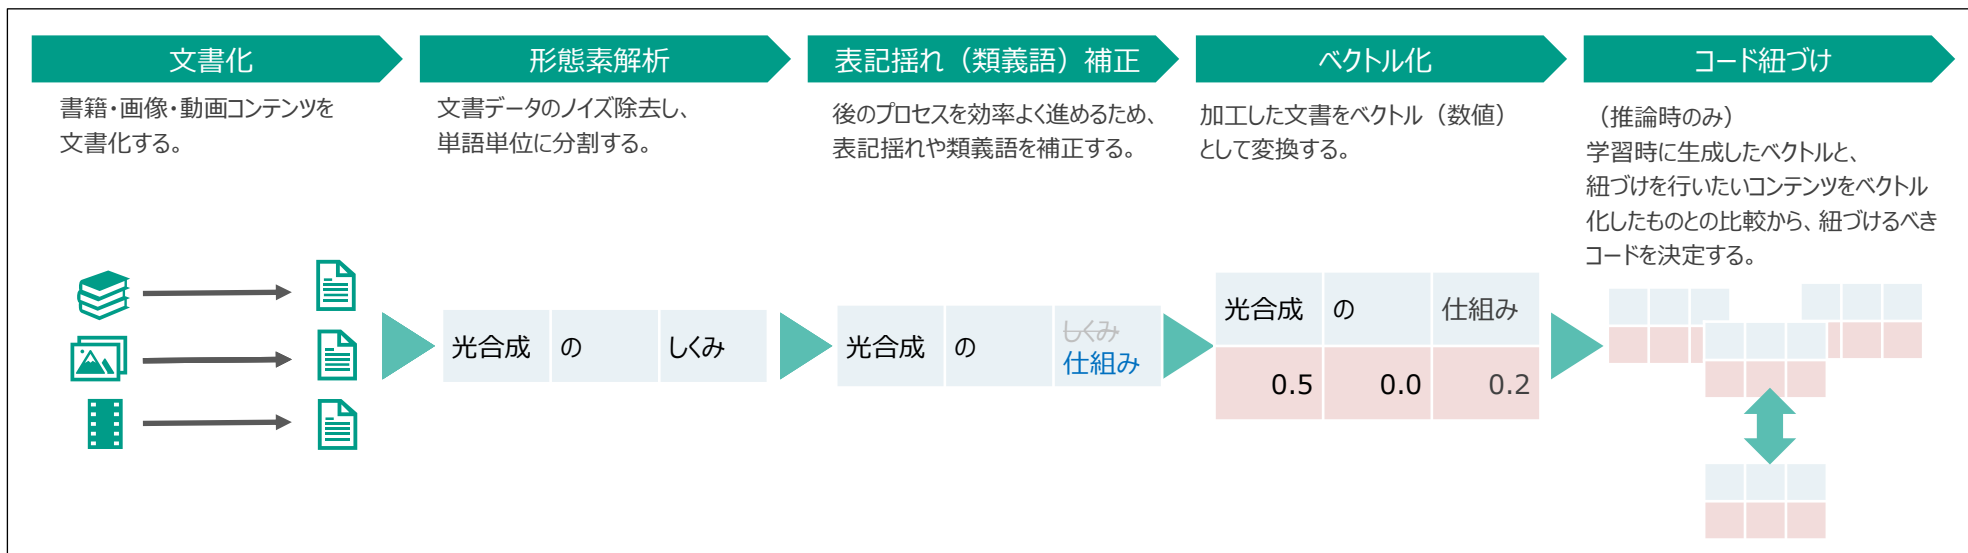 文書化
書籍・画像・動画コンテンツを
文書化する。
形態素解析
文書データのノイズ除去し、
単語単位に分割する。
表記揺れ（類義語）補正
後のプロセスを効率よく進めるため、
表記揺れや類義語を補正する。
ベクトル化
加工した文書をベクトル（数値）
として変換する。
コード紐づけ
（推論時のみ）
学習時に生成したベクトルと、
紐づけを行いたいコンテンツをベクトル
化したものとの比較から、紐づけるべき
コードを決定する。
光合成 の しくみ
光合成 の しくみ
仕組み
光合成 の 仕組み
0.5 0.0 0.2